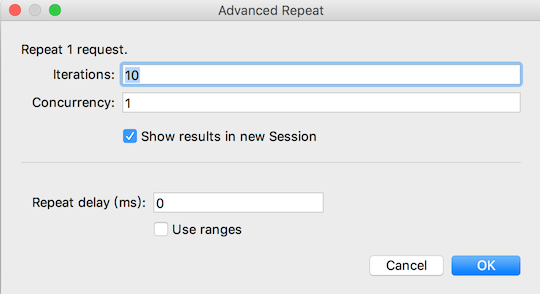 Advanced Repeat
Repeat 1 request.
Iterations: 10
Concurrency: 1
Show results in new Session
Repeat delay (ms): 0
Use ranges
Cancel OK